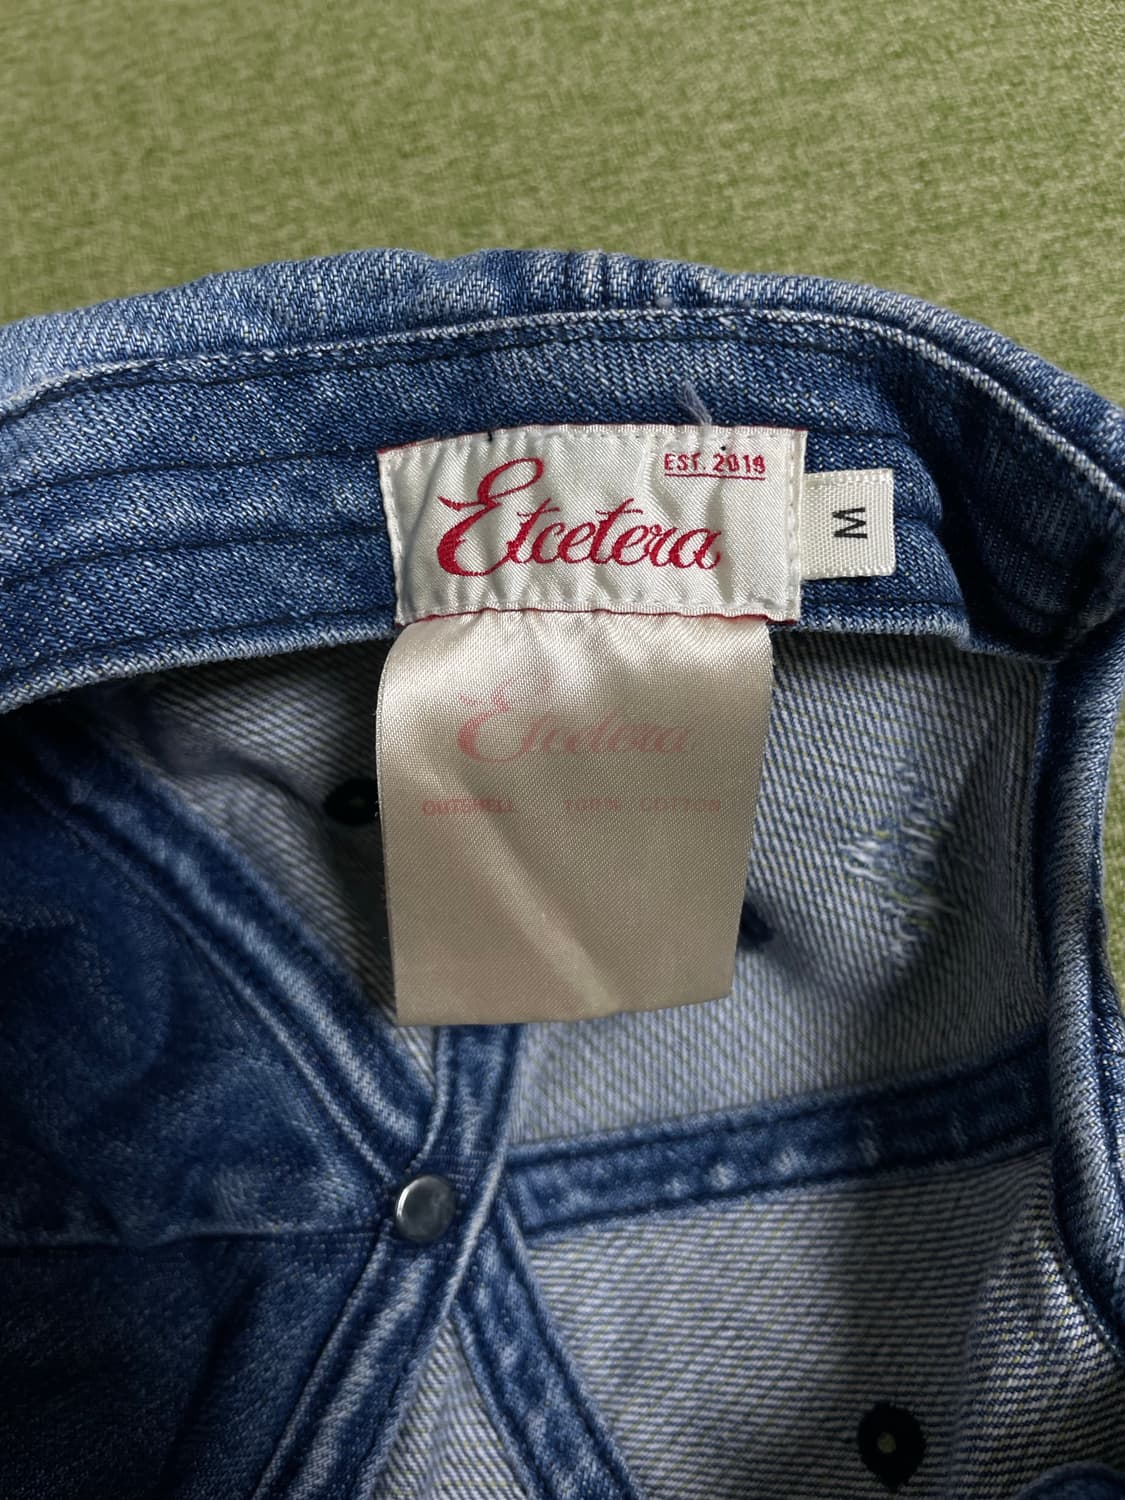 EST. 2019
Etcetera
M
Etcetera
OUTSHELL 100% COTTON